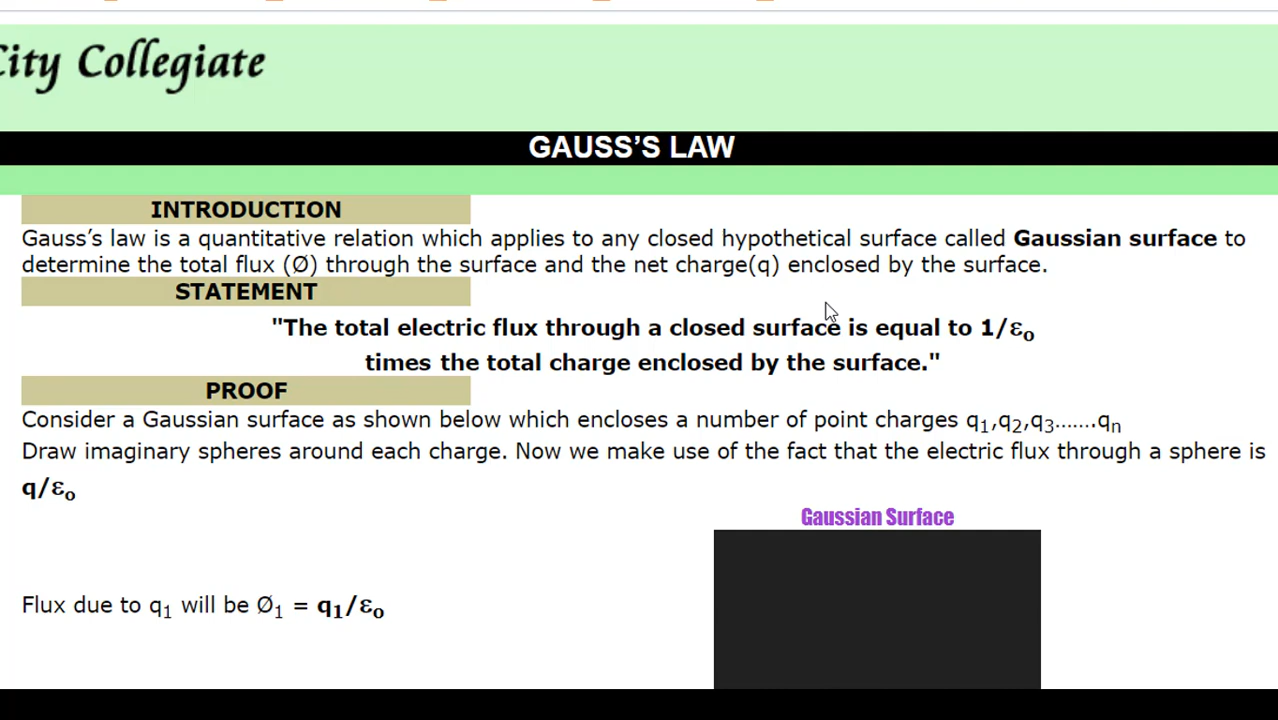 City Collegiate
GAUSS’S LAW
INTRODUCTION
Gauss’s law is a quantitative relation which applies to any closed hypothetical surface called Gaussian surface to
determine the total flux (Ø) through the surface and the net charge(q) enclosed by the surface.
STATEMENT
"The total electric flux through a closed surface is equal to 1/εo
times the total charge enclosed by the surface."
PROOF
Consider a Gaussian surface as shown below which encloses a number of point charges q1,q2,q3.......qn
Draw imaginary spheres around each charge. Now we make use of the fact that the electric flux through a sphere is
q/εo
Gaussian Surface
Flux due to q1 will be Ø1 = q1/εo